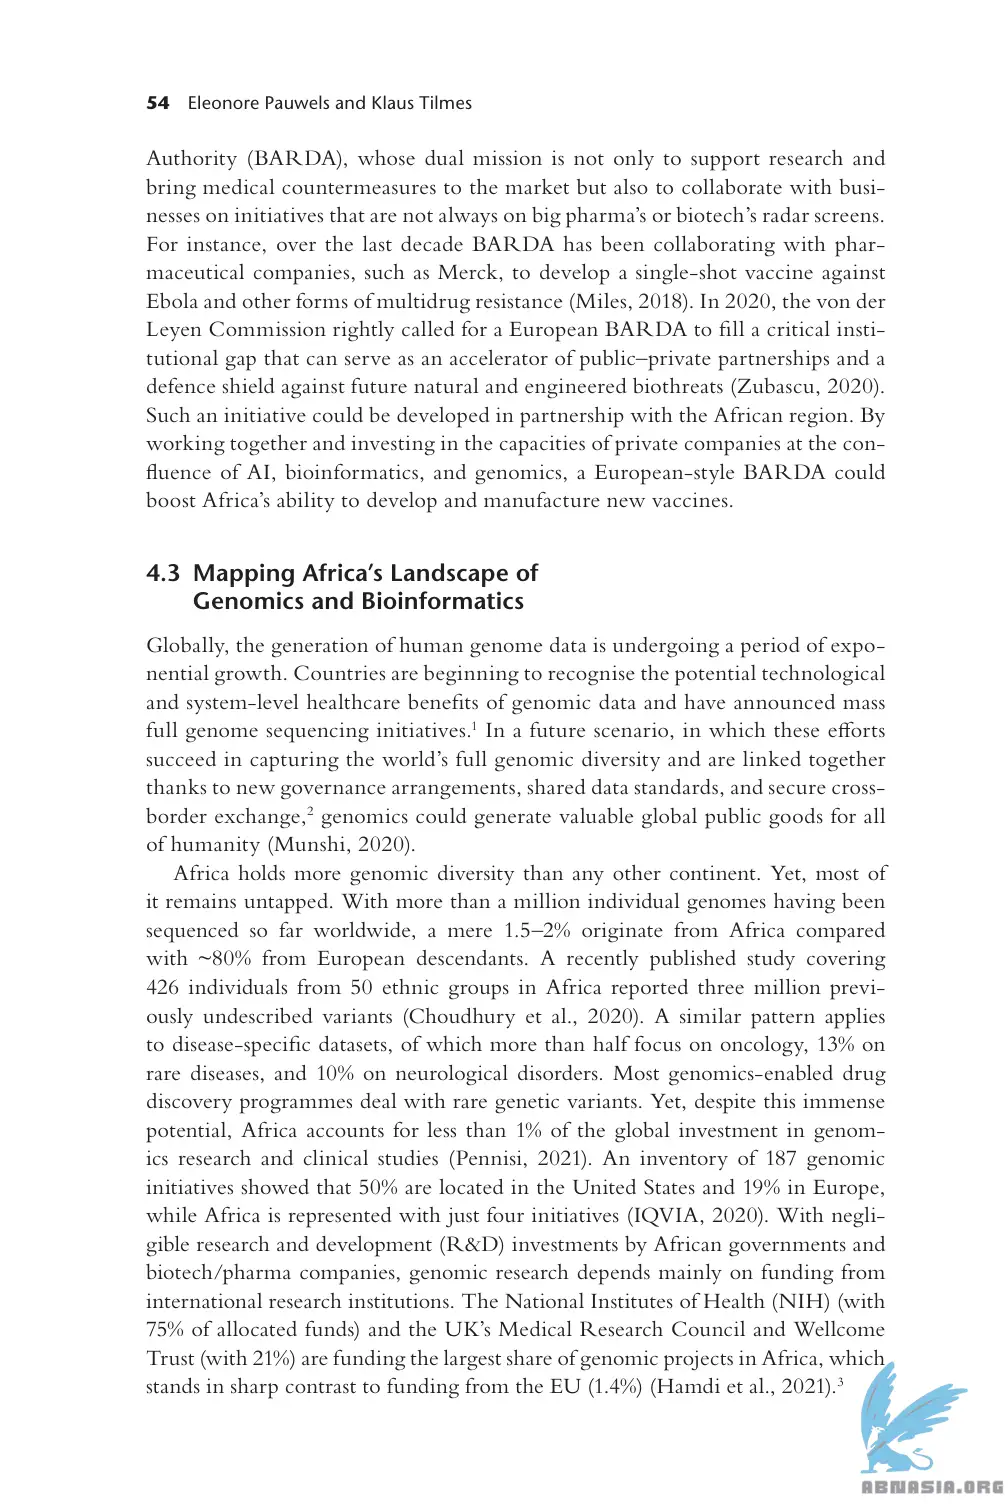 54 Eleonore Pauwels and Klaus Tilmes
Authority (BARDA), whose dual mission is not only to support research and
bring medical countermeasures to the market but also to collaborate with busi-
nesses on initiatives that are not always on big pharma's or biotech's radar screens.
For instance, over the last decade BARDA has been collaborating with phar-
maceutical companies, such as Merck, to develop a single-shot vaccine against
Ebola and other forms of multidrug resistance (Miles, 2018). In 2020, the von der
Leyen Commission rightly called for a European BARDA to fill a critical insti-
tutional gap that can serve as an accelerator of public–private partnerships and a
defence shield against future natural and engineered biothreats (Zubascu, 2020).
Such an initiative could be developed in partnership with the African region. By
working together and investing in the capacities of private companies at the con-
fluence of AI, bioinformatics, and genomics, a European-style BARDA could
boost Africa's ability to develop and manufacture new vaccines.
4.3 Mapping Africa's Landscape of
Genomics and Bioinformatics
Globally, the generation of human genome data is undergoing a period of expo-
nential growth. Countries are beginning to recognise the potential technological
and system-level healthcare benefits of genomic data and have announced mass
full genome sequencing initiatives.¹ In a future scenario, in which these efforts
succeed in capturing the world's full genomic diversity and are linked together
thanks to new governance arrangements, shared data standards, and secure cross-
border exchange,² genomics could generate valuable global public goods for all
of humanity (Munshi, 2020).
Africa holds more genomic diversity than any other continent. Yet, most of
it remains untapped. With more than a million individual genomes having been
sequenced so far worldwide, a mere 1.5–2% originate from Africa compared
with ~80% from European descendants. A recently published study covering
426 individuals from 50 ethnic groups in Africa reported three million previ-
ously undescribed variants (Choudhury et al., 2020). A similar pattern applies
to disease-specific datasets, of which more than half focus on oncology, 13% on
rare diseases, and 10% on neurological disorders. Most genomics-enabled drug
discovery programmes deal with rare genetic variants. Yet, despite this immense
potential, Africa accounts for less than 1% of the global investment in genom-
ics research and clinical studies (Pennisi, 2021). An inventory of 187 genomic
initiatives showed that 50% are located in the United States and 19% in Europe,
while Africa is represented with just four initiatives (IQVIA, 2020). With negli-
gible research and development (R&D) investments by African governments and
biotech/pharma companies, genomic research depends mainly on funding from
international research institutions. The National Institutes of Health (NIH) (with
75% of allocated funds) and the UK's Medical Research Council and Wellcome
Trust (with 21%) are funding the largest share of genomic projects in Africa, which
stands in sharp contrast to funding from the EU (1.4%) (Hamdi et al., 2021).³
ABNASIA.ORG